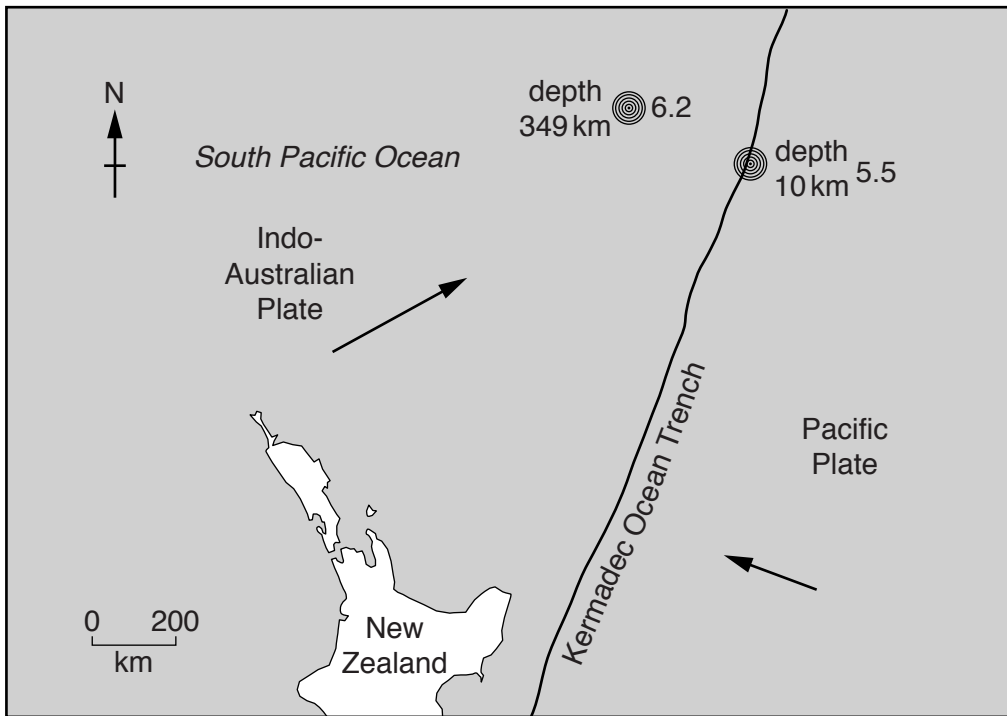 N
depth
349 km
6.2
South Pacific Ocean
depth
10 km
5.5
Indo-
Australian
Plate
Kermadec Ocean Trench
Pacific
Plate
0 200
km
New
Zealand